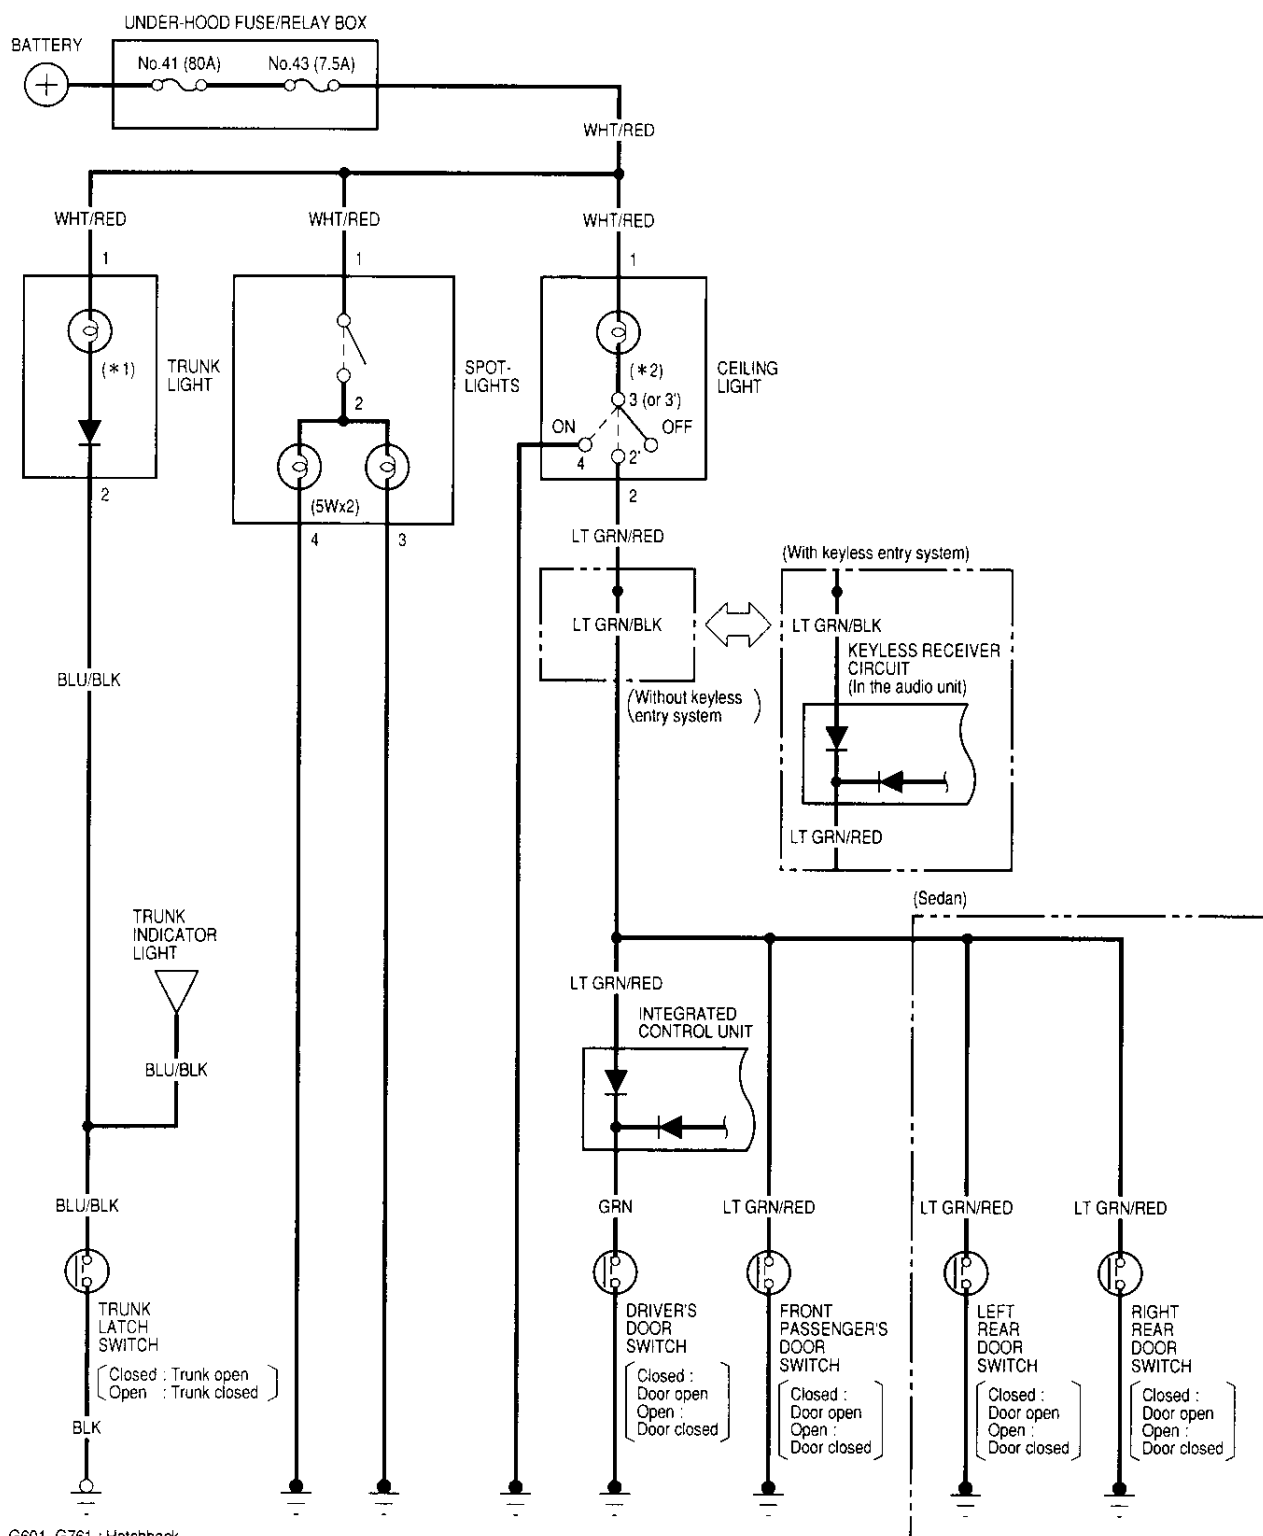 UNDER-HOOD FUSE/RELAY BOX
BATTERY
No.41 (80A)
No.43 (7.5A)
+
WHT/RED
WHT/RED
WHT/RED
WHT/RED
1
1
1
(*1)
TRUNK
LIGHT
2
SPOT-
LIGHTS
2
(5Wx2)
4
3
(*2)
CEILING
LIGHT
3 (or 3')
ON
OFF
4
2'
2
LT GRN/RED
(With keyless entry system)
LT GRN/BLK
LT GRN/BLK
KEYLESS RECEIVER
CIRCUIT
(In the audio unit)
(Without keyless
entry system)
BLU/BLK
LT GRN/RED
(Sedan)
TRUNK
INDICATOR
LIGHT
LT GRN/RED
INTEGRATED
CONTROL UNIT
BLU/BLK
BLU/BLK
GRN
LT GRN/RED
LT GRN/RED
LT GRN/RED
TRUNK
LATCH
SWITCH
[Closed : Trunk open
Open : Trunk closed]
DRIVER'S
DOOR
SWITCH
[Closed :
Door open
Open :
Door closed]
FRONT
PASSENGER'S
DOOR
SWITCH
[Closed :
Door open
Open :
Door closed]
LEFT
REAR
DOOR
SWITCH
[Closed :
Door open
Open :
Door closed]
RIGHT
REAR
DOOR
SWITCH
[Closed :
Door open
Open :
Door closed]
BLK
G601, G761 : Hatchback